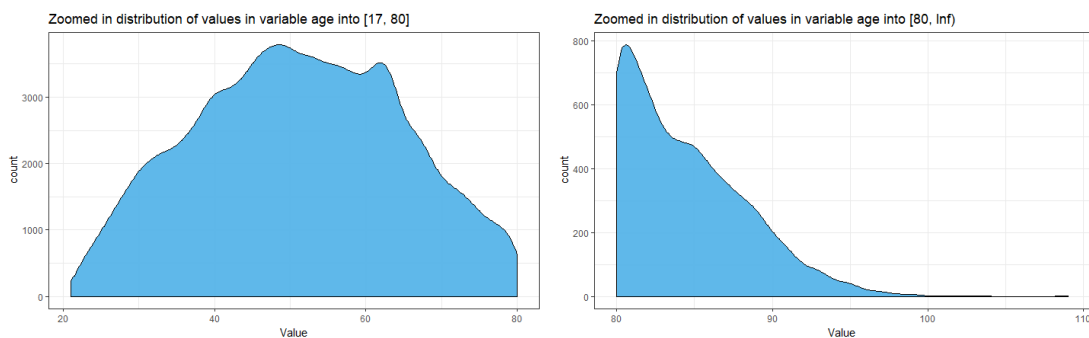 Zoomed in distribution of values in variable age into [17, 80]
3000
2000
1000
0
count
20 40 60 80
Value
Zoomed in distribution of values in variable age into [80, Inf)
800
600
400
200
0
count
80 90 100 110
Value